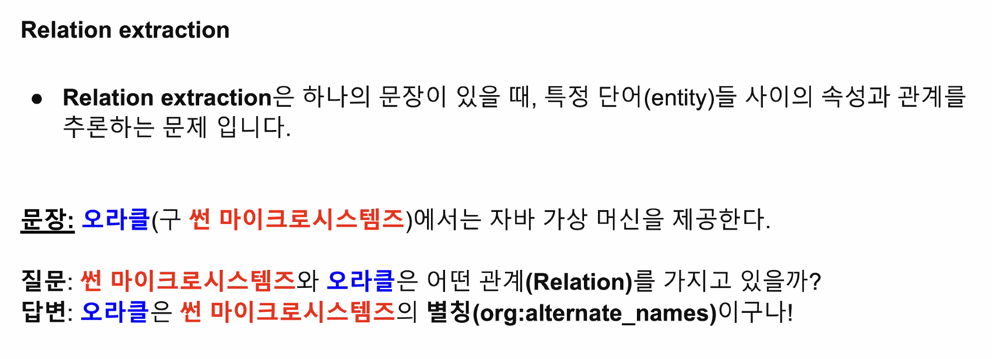 Relation extraction
● Relation extraction은 하나의 문장이 있을 때, 특정 단어(entity)들 사이의 속성과 관계를
추론하는 문제 입니다.
문장: 오라클(구 썬 마이크로시스템즈)에서는 자바 가상 머신을 제공한다.
질문: 썬 마이크로시스템즈와 오라클은 어떤 관계(Relation)를 가지고 있을까?
답변: 오라클은 썬 마이크로시스템즈의 별칭(org:alternate_names)이구나!